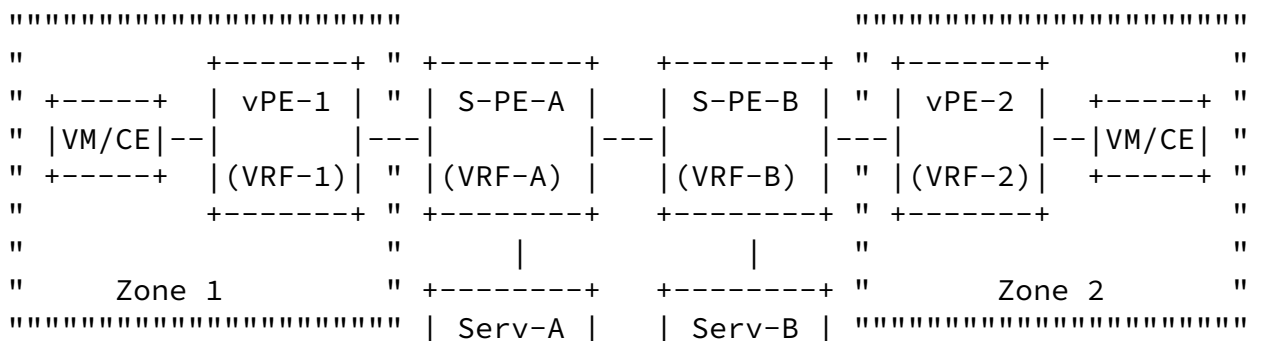 """"""""""""""""""""""                         """"""""""""""""""""""
"          +-------+ " +--------+   +--------+ " +-------+          "
" +-----+  | vPE-1 | " | S-PE-A |   | S-PE-B | " | vPE-2 |  +-----+ "
" |VM/CE|--|       |---|        |---|        |---|       |--|VM/CE| "
" +-----+  |(VRF-1)| " |(VRF-A) |   |(VRF-B) | " |(VRF-2)|  +-----+ "
"          +-------+ " +--------+   +--------+ " +-------+          "
"                    "     |            |     "                    "
"     Zone 1         " +--------+   +--------+ "       Zone 2       "
"""""""""""""""""""""" | Serv-A |   | Serv-B | """"""""""""""""""""""